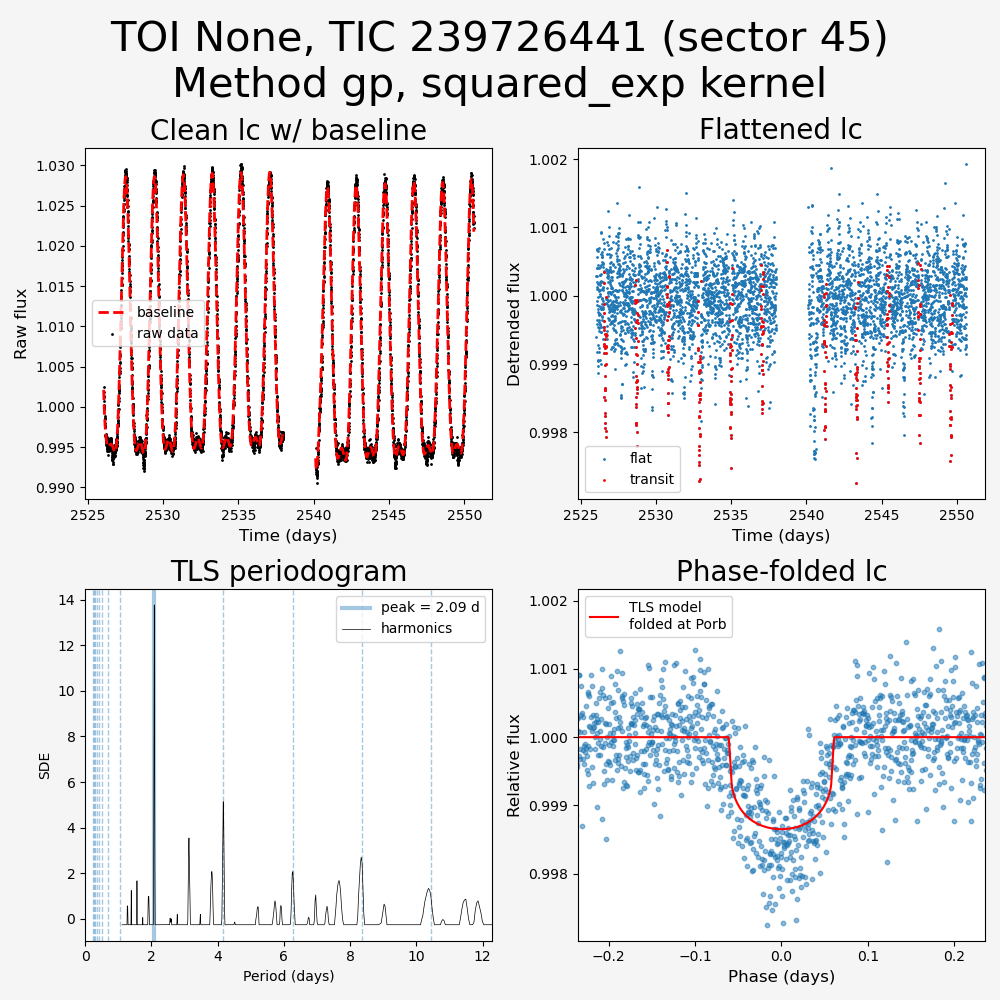 TOI None, TIC 239726441 (sector 45)
Method gp, squared_exp kernel
Clean lc w/ baseline
Raw flux
1.030
1.025
1.020
1.015
1.010
1.005
1.000
0.995
0.990
baseline
raw data
2525
2530
2535
2540
2545
2550
Time (days)
Flattened lc
Detrended flux
1.002
1.001
1.000
0.999
0.998
flat
transit
2525
2530
2535
2540
2545
2550
Time (days)
TLS periodogram
SDE
14
12
10
8
6
4
2
0
peak = 2.09 d
harmonics
0
2
4
6
8
10
12
Period (days)
Phase-folded lc
Relative flux
1.002
1.001
1.000
0.999
0.998
TLS model
folded at Porb
−0.2
−0.1
0.0
0.1
0.2
Phase (days)